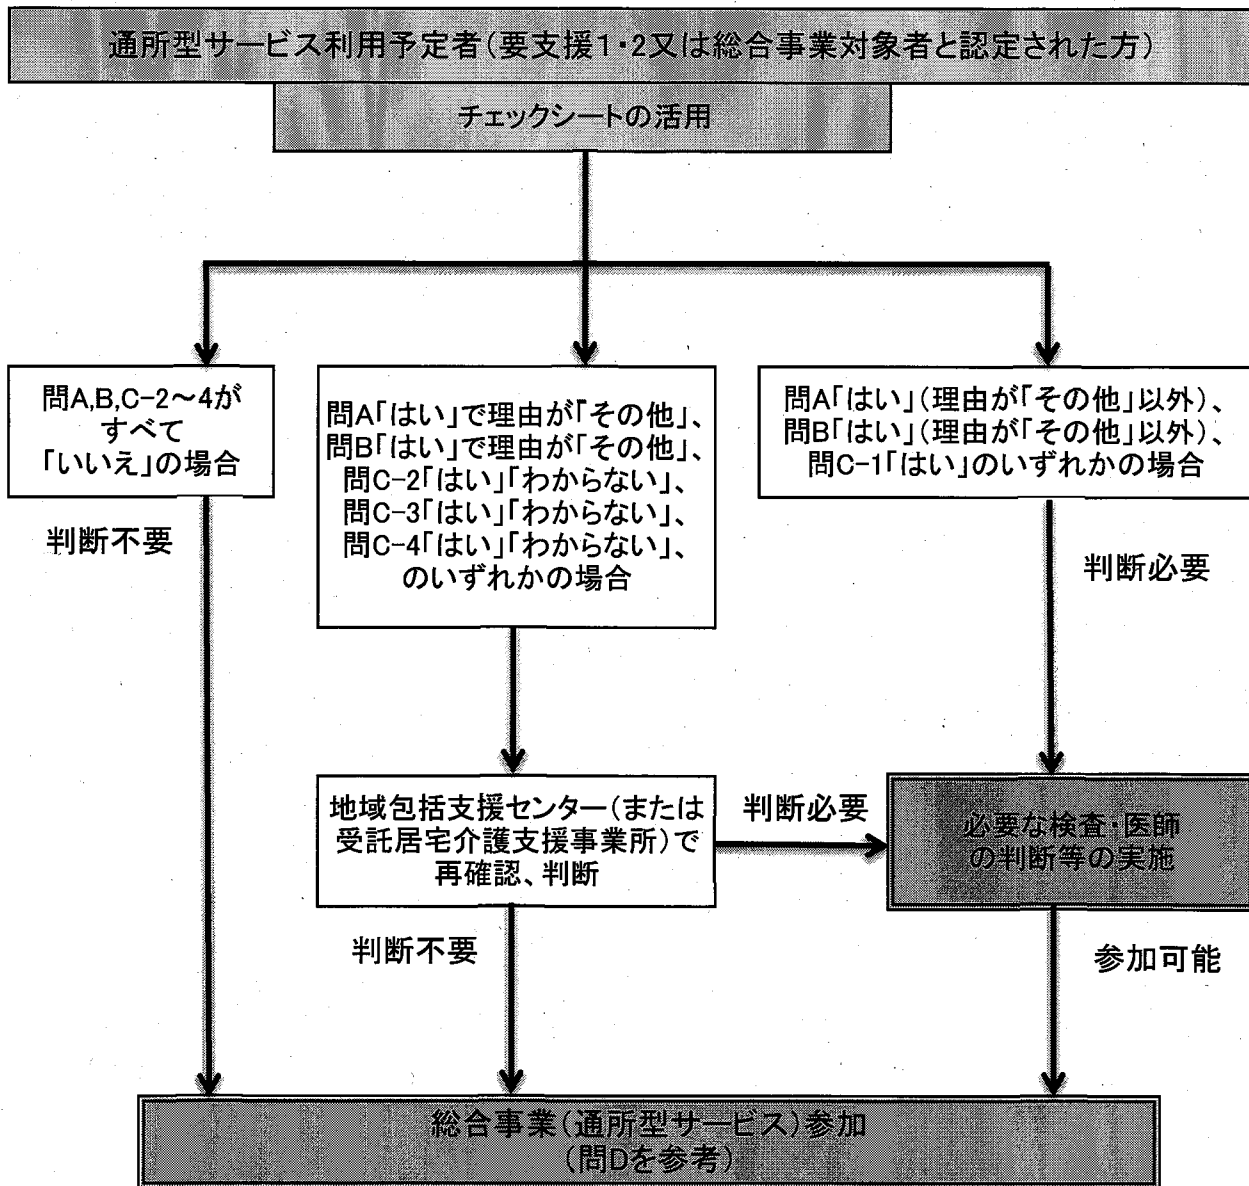 通所型サービス利用予定者(要支援1・2又は総合事業対象者と認定された方)
チェックシートの活用
問A,B,C-2～4が
すべて
「いいえ」の場合
判断不要
問A「はい」で理由が「その他」、
問B「はい」で理由が「その他」、
問C-2「はい」「わからない」、
問C-3「はい」「わからない」、
問C-4「はい」「わからない」、
のいずれかの場合
問A「はい」(理由が「その他」以外)、
問B「はい」(理由が「その他」以外)、
問C-1「はい」のいずれかの場合
判断必要
地域包括支援センター(または
受託居宅介護支援事業所)で
再確認、判断
判断必要
必要な検査・医師
の判断等の実施
判断不要
参加可能
総合事業(通所型サービス)参加
(問Dを参考)